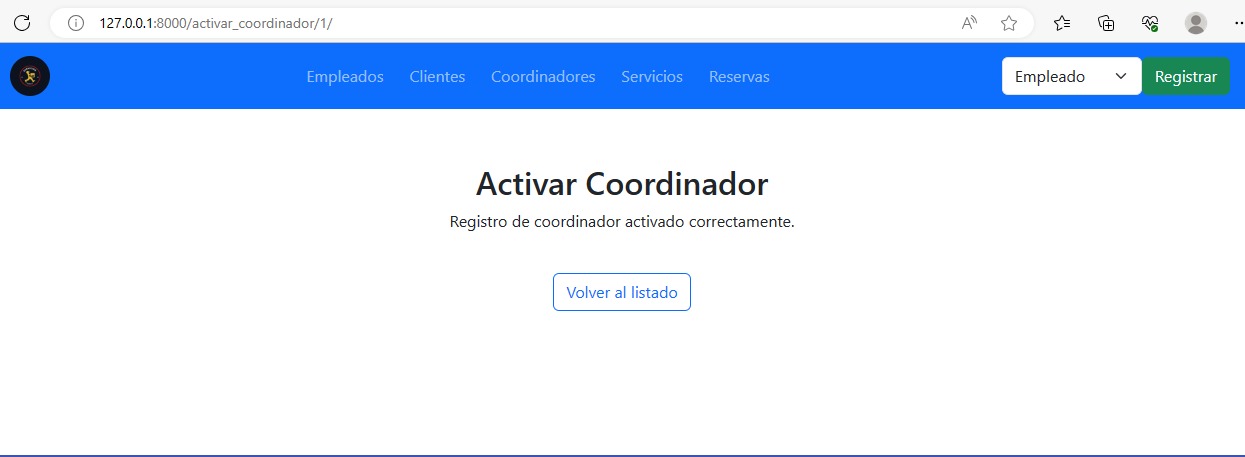 127.0.0.1:8000/activar_coordinador/1/
Empleados Clientes Coordinadores Servicios Reservas Empleado Registrar
Activar Coordinador
Registro de coordinador activado correctamente.
Volver al listado